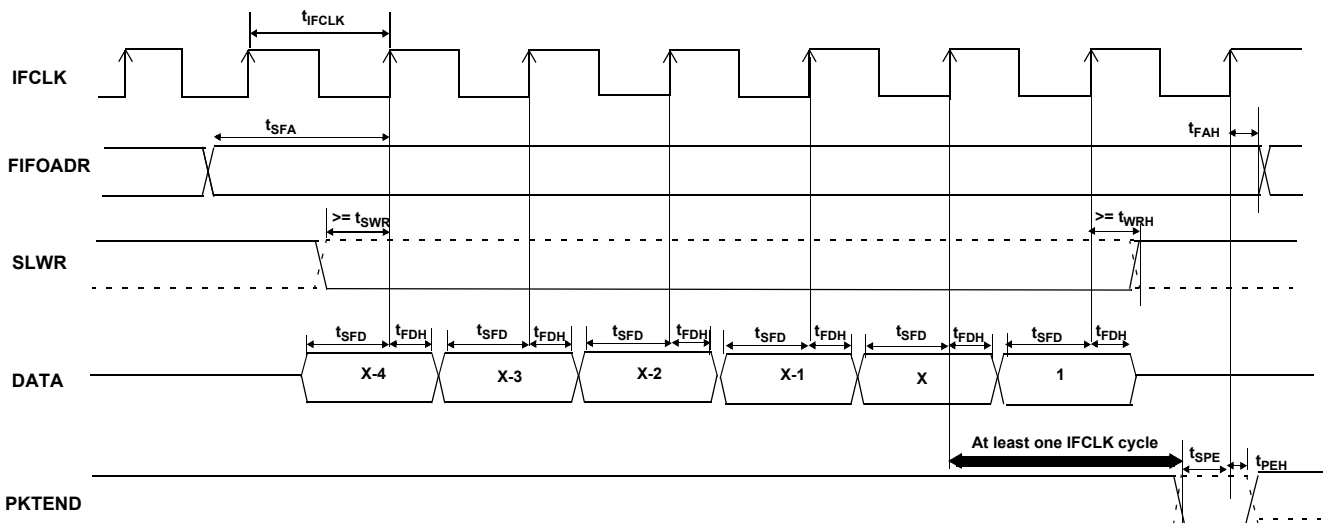 tIFCLK
IFCLK
tSFA
tFAH
FIFOADR
>= tSWR
>= tWRH
SLWR
tSFD tFDH tSFD tFDH tSFD tFDH tSFD tFDH tSFD tFDH tSFD tFDH
DATA X-4 X-3 X-2 X-1 X 1
At least one IFCLK cycle
tSPE
tPEH
PKTEND